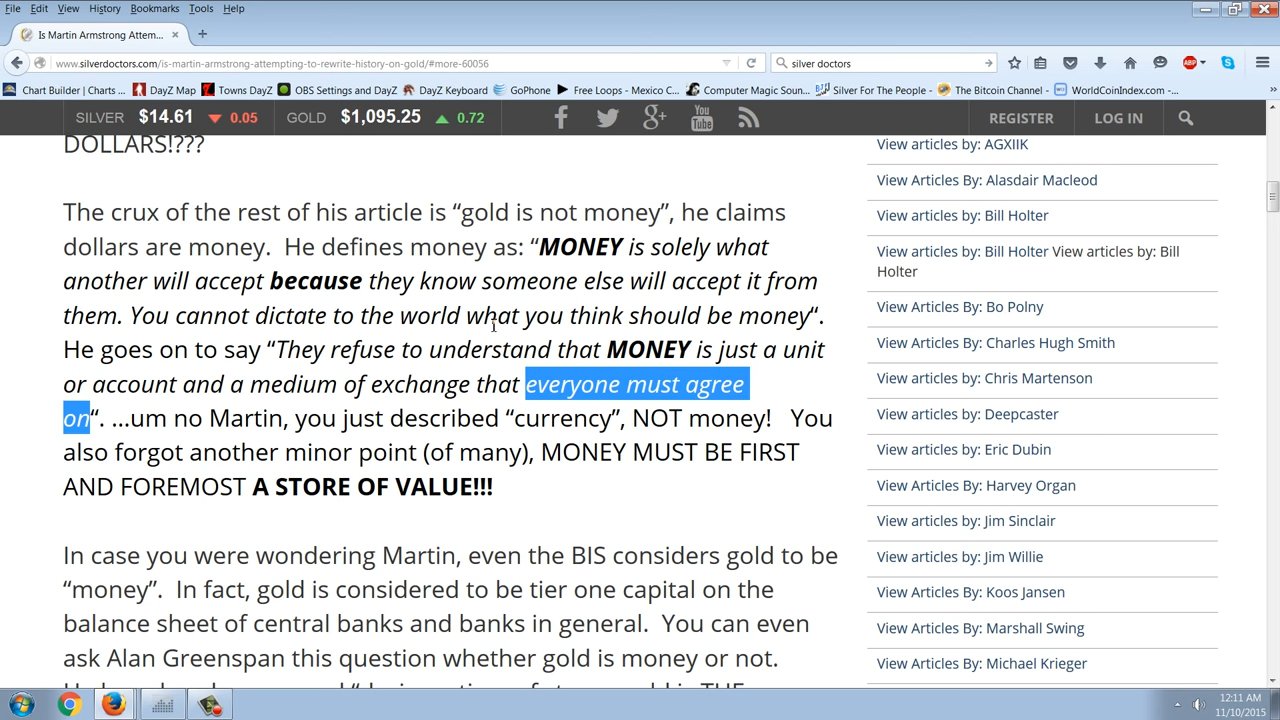 File Edit View History Bookmarks Tools Help
Is Martin Armstrong Attem...
www.silverdoctors.com/is-martin-armstrong-attempting-to-rewrite-history-on-gold/#more-60056
silver doctors
ABP
Chart Builder | Charts ... DayZ Map Towns DayZ OBS Settings and DayZ DayZ Keyboard GoPhone Free Loops - Mexico C... Computer Magic Soun... Silver For The People - ... The Bitcoin Channel - ... WorldCoinIndex.com -...
SILVER $14.61 0.05 GOLD $1,095.25 0.72 You Tube REGISTER LOG IN
DOLLARS!???
The crux of the rest of his article is “gold is not money”, he claims
dollars are money. He defines money as: “MONEY is solely what
another will accept because they know someone else will accept it from
them. You cannot dictate to the world what you think should be money“.
He goes on to say “They refuse to understand that MONEY is just a unit
or account and a medium of exchange that everyone must agree
on“. …um no Martin, you just described “currency”, NOT money! You
also forgot another minor point (of many), MONEY MUST BE FIRST
AND FOREMOST A STORE OF VALUE!!!
In case you were wondering Martin, even the BIS considers gold to be
“money”. In fact, gold is considered to be tier one capital on the
balance sheet of central banks and banks in general. You can even
ask Alan Greenspan this question whether gold is money or not.
View articles by: AGXIIK
View Articles By: Alasdair Macleod
View articles by: Bill Holter
View articles by: Bill Holter View articles by: Bill
Holter
View Articles By: Bo Polny
View Articles By: Charles Hugh Smith
View articles by: Chris Martenson
View articles by: Deepcaster
View articles by: Eric Dubin
View articles By: Harvey Organ
View articles by: Jim Sinclair
View articles by: Jim Willie
View Articles By: Koos Jansen
View Articles By: Marshall Swing
View Articles By: Michael Krieger
12:11 AM
11/10/2015